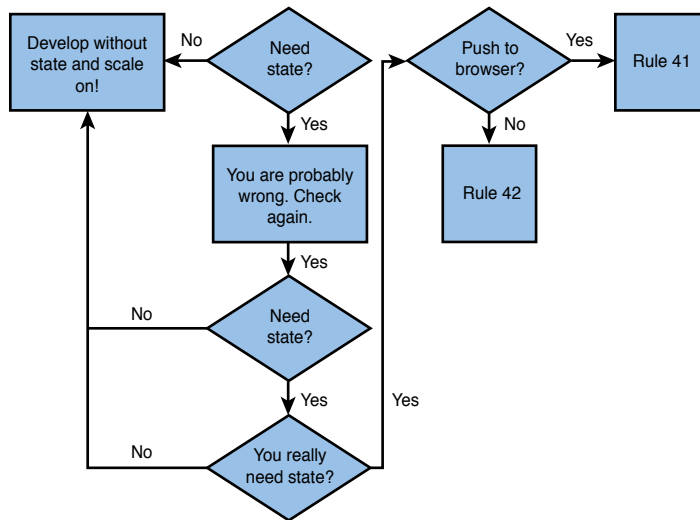 Develop without
state and scale
on!
No
Need
state?
Push to
browser?
Yes
Rule 41
Yes
No
You are probably
wrong. Check
again.
Rule 42
Yes
No
Need
state?
Yes
Yes
No
You really
need state?